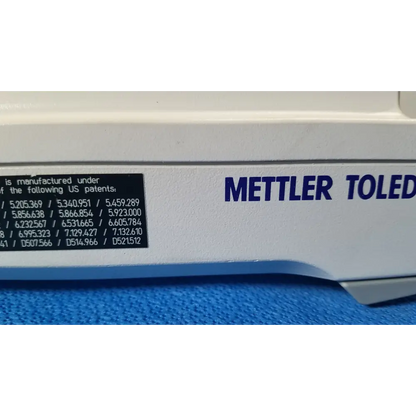 is manufactured under
of the following US patents:
/ 5.205.369 / 5.340.951 / 5.459.289
/ 5.856.638 / 5.866.854 / 5.923.000
/ 6.232.567 / 6.531.665 / 6.605.784
8 / 6.995.323 / 7.129.427 / 7.132.610
41 / D507.566 / D514.966 / D521.512
METTLER TOLED